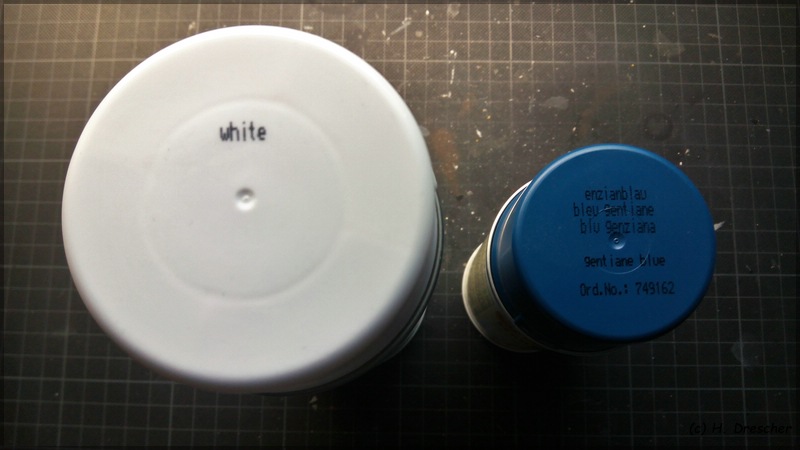 white
enzianblau
bleu gentiane
blu genziana
gentiane blue
Ord.No.: 749162
(c) H. Drescher